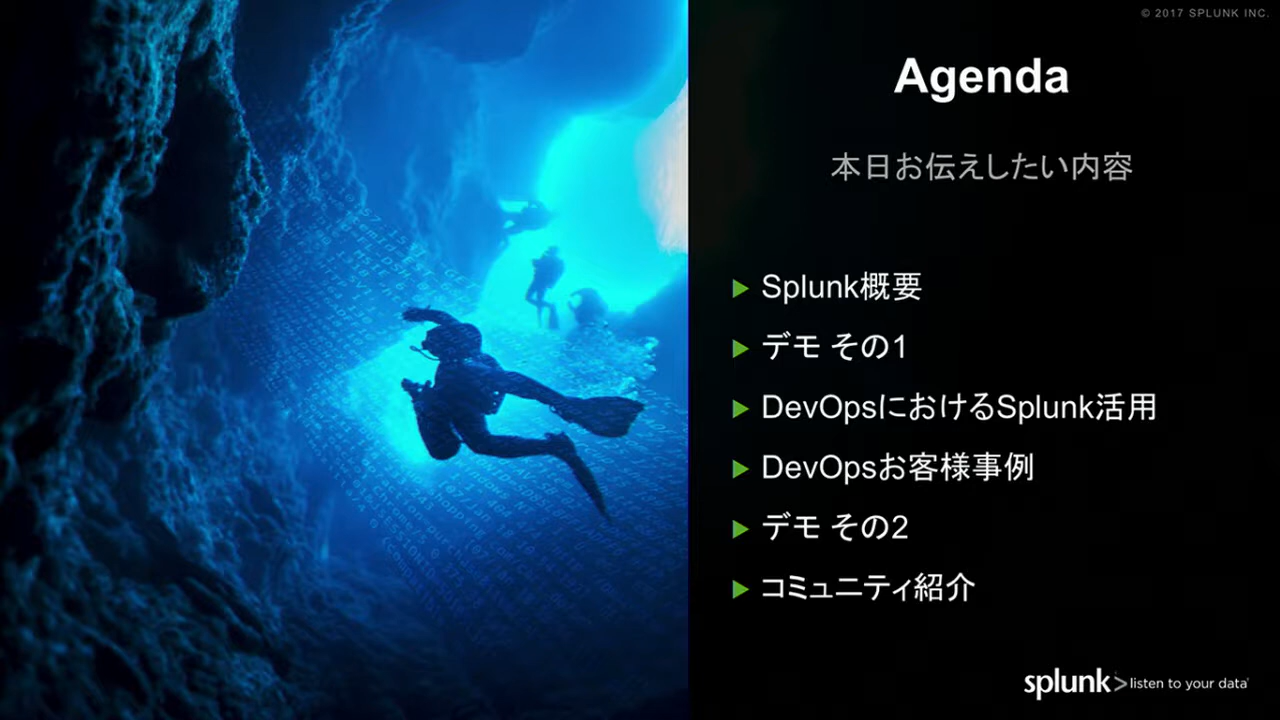 © 2017 SPLUNK INC.
Agenda
本日お伝えしたい内容
Splunk概要
デモ その1
DevOpsにおけるSplunk活用
DevOpsお客様事例
デモ その2
コミュニティ紹介
splunk> listen to your data